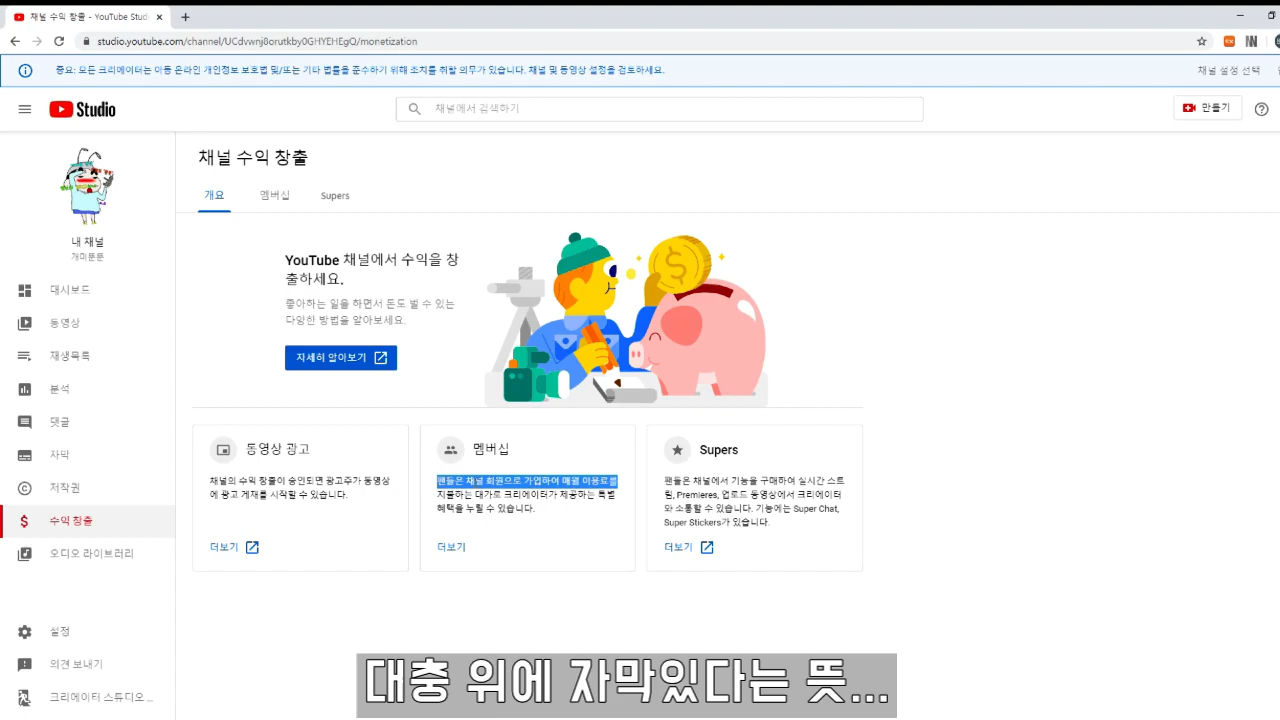 채널 수익 창출 - YouTube Studi
studio.youtube.com/channel/UCdvwnj8orutkby0GHYEHEgQ/monetization
중요: 모든 크리에이터는 아동 온라인 개인정보 보호법 및/또는 기타 법률을 준수하기 위해 조치를 취할 의무가 있습니다. 채널 및 동영상 설정을 검토하세요.
채널 설정 선택
Studio
채널에서 검색하기
만들기
내 채널
개미뿐뿐
대시보드
동영상
재생목록
분석
댓글
자막
저작권
수익 창출
오디오 라이브러리
설정
의견 보내기
크리에이터 스튜디오 ...
채널 수익 창출
개요
멤버십
Supers
YouTube 채널에서 수익을 창
출하세요.
좋아하는 일을 하면서 돈도 벌 수 있는
다양한 방법을 알아보세요.
자세히 알아보기
동영상 광고
채널의 수익 창출이 승인되면 광고주가 동영상
에 광고 게재를 시작할 수 있습니다.
더보기
멤버십
팬들은 채널 회원으로 가입하여 매월 이용료를
지불하는 대가로 크리에이터가 제공하는 특별
혜택을 누릴 수 있습니다.
더보기
Supers
팬들은 채널에서 기능을 구매하여 실시간 스트
림, Premieres, 업로드 동영상에서 크리에이터
와 소통할 수 있습니다. 기능에는 Super Chat,
Super Stickers가 있습니다.
더보기
대충 위에 자막있다는 뜻...